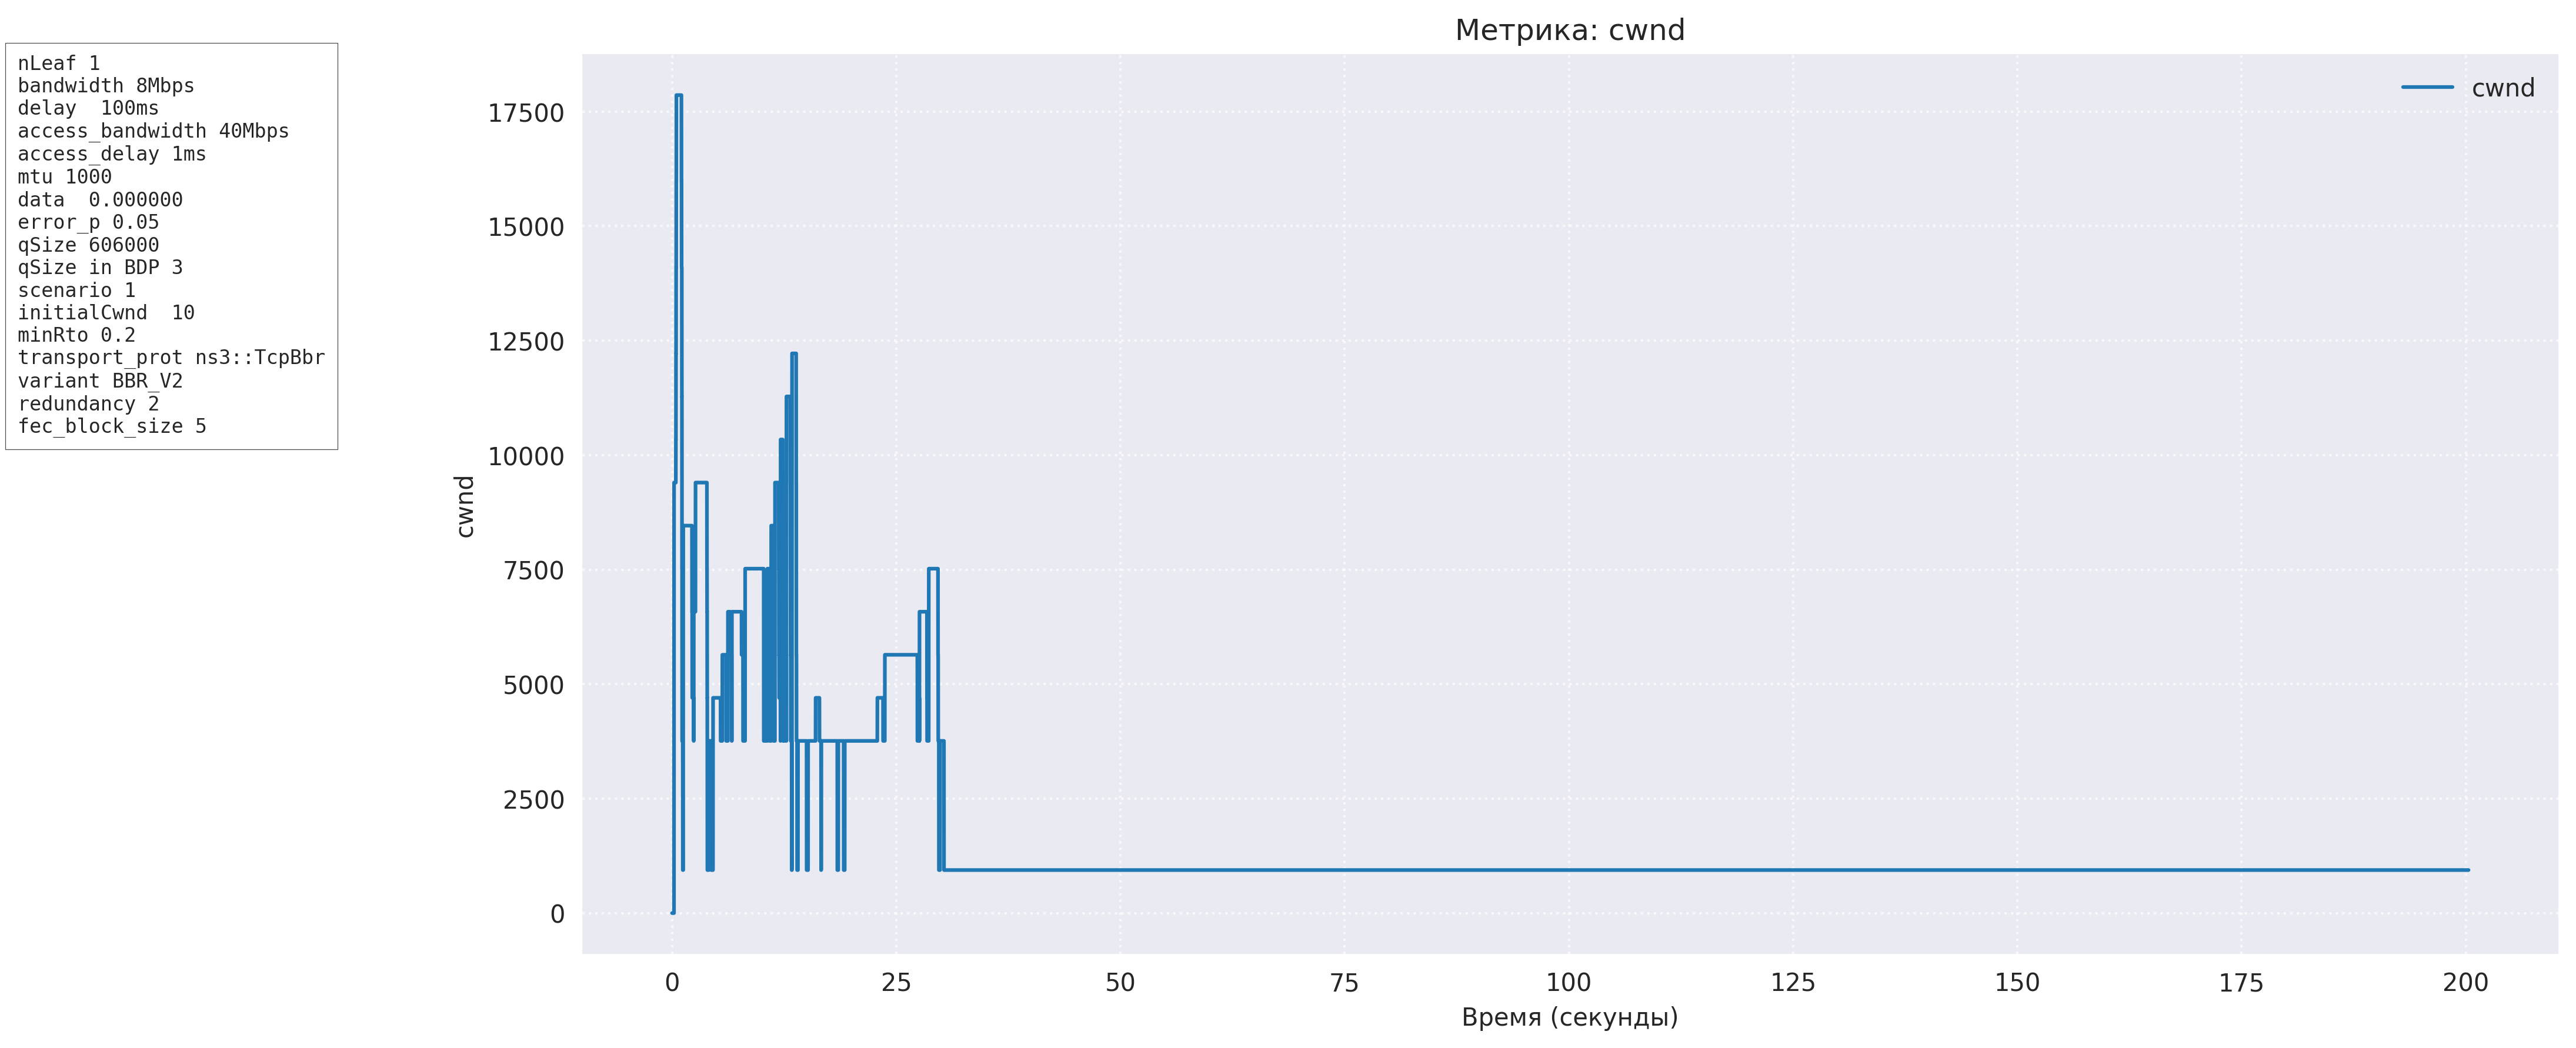 Метрика: cwnd
nLeaf 1
bandwidth 8Mbps
delay  100ms
access_bandwidth 40Mbps
access_delay 1ms
mtu 1000
data  0.000000
error_p 0.05
qSize 606000
qSize in BDP 3
scenario 1
initialCwnd  10
minRto 0.2
transport_prot ns3::TcpBbr
variant BBR_V2
redundancy 2
fec_block_size 5
cwnd
17500
15000
12500
10000
7500
5000
2500
0
cwnd
0 25 50 75 100 125 150 175 200
Время (секунды)